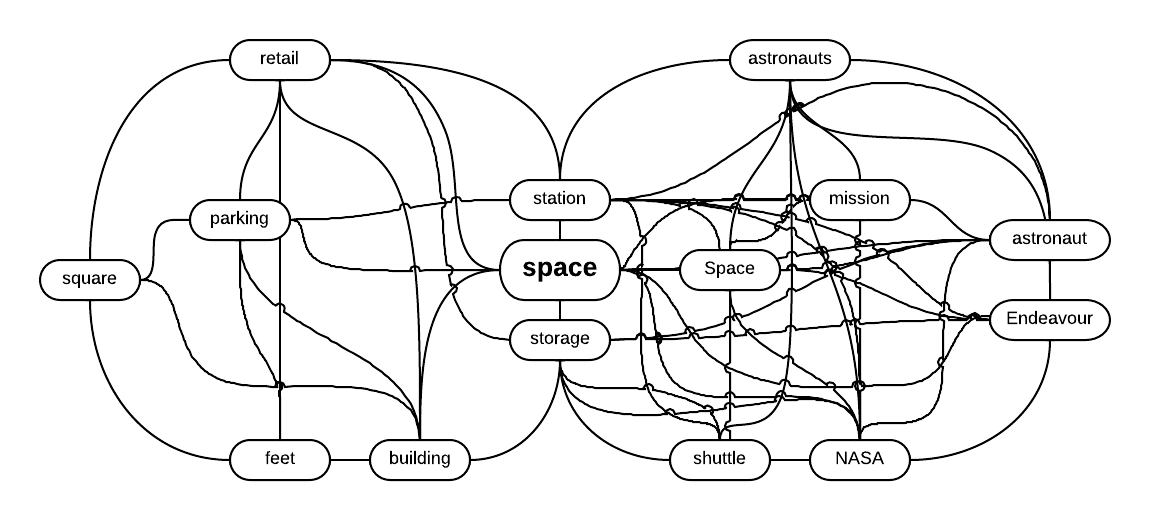 retail
astronauts
station
mission
parking
astronaut
square
space
Space
storage
Endeavour
feet
building
shuttle
NASA